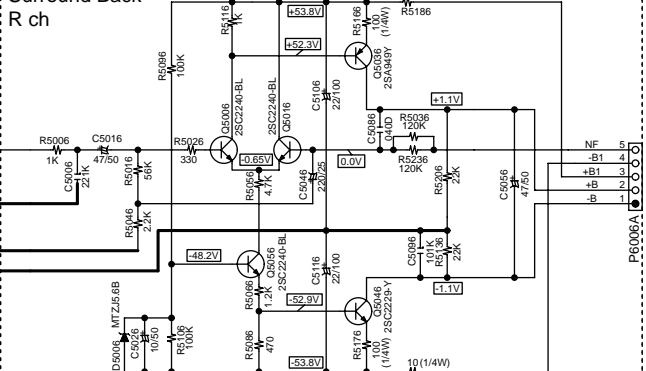 Surround Back
R ch
R5116
1K
+53.8V
R5166
100
(1/4W)
R5186
+52.3V
Q5036
2SA949Y
R5096
100K
Q5006
2SC2240-BL
2SC2240-BL
Q5016
C5106
22/100
+1.1V
C5086
040D
R5036
120K
R5236
120K
R5006
1K
C5016
47/50
R5026
330
C5006
221K
R5016
56K
-0.65V
0.0V
R5056
4.7K
C5046
220/25
R5206
22K
C5056
47/50
NF 5
-B1 4
+B1 3
+B 2
-B 1
P6006A
R5046
2.2K
-48.2V
Q5056
2SC2240-BL
C5116
22/100
C5096
101K
R5136
22K
-1.1V
R5066
1.2K
-52.9V
Q5046
2SC2229-Y
D5006 MTZJ5.6B
C5026
10/50
R5106
100K
R5086
470
R5176
100
(1/4W)
-53.8V
10 (1/4W)